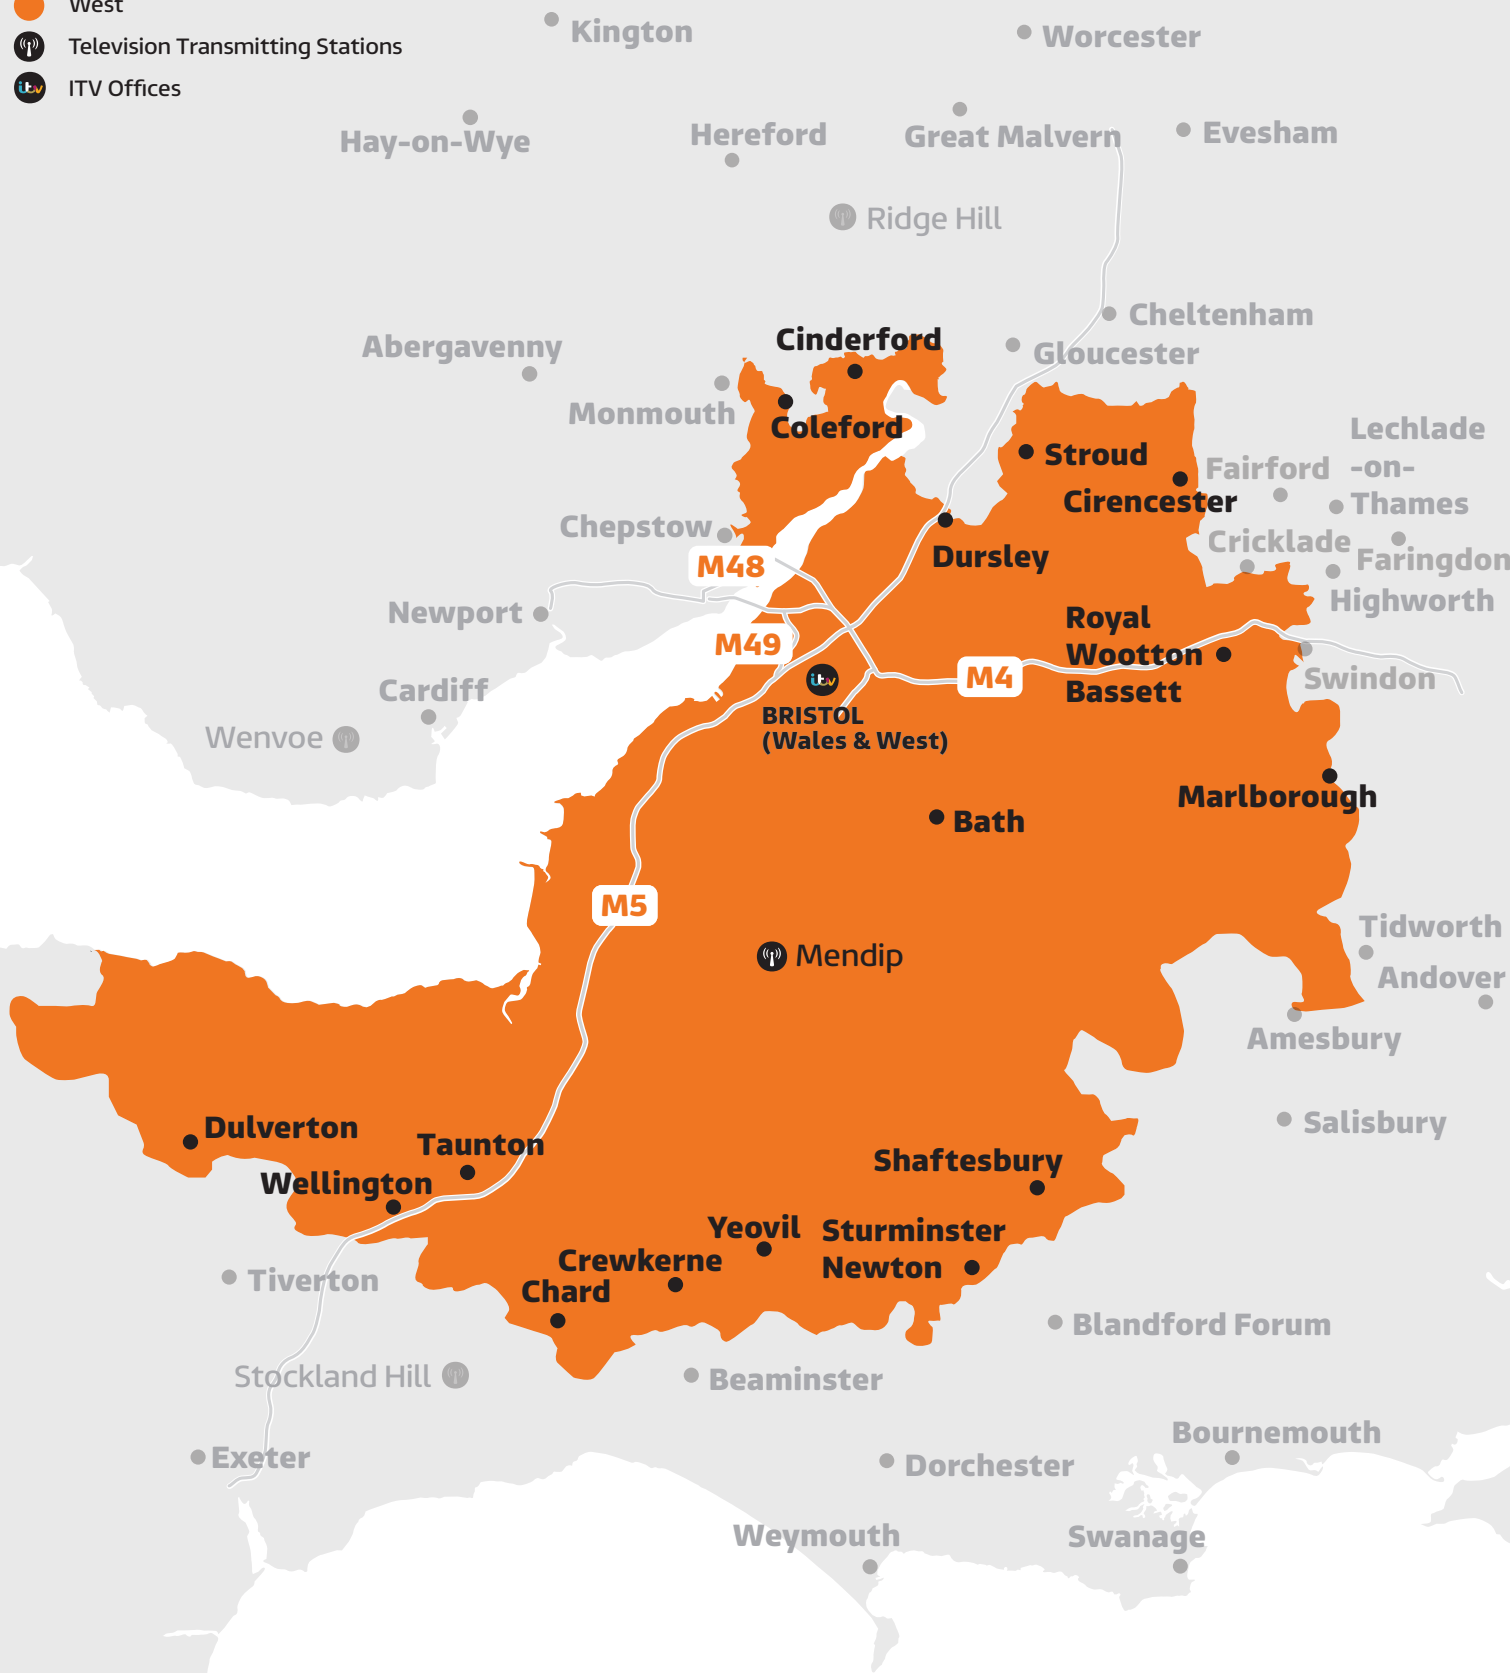 West
Television Transmitting Stations
itv
ITV Offices
Kington
Worcester
Hay-on-Wye
Hereford
Great Malvern
Evesham
Ridge Hill
Cheltenham
Cinderford
Abergavenny
Gloucester
Monmouth
Coleford
Lechlade
-on-
Thames
Stroud
Fairford
Cirencester
Chepstow
Dursley
Cricklade
Faringdon
M48
Highworth
Newport
Royal
Wootton
Bassett
M49
M4
Swindon
itv
BRISTOL
(Wales & West)
Cardiff
Wenvoe
Marlborough
Bath
M5
Tidworth
Mendip
Andover
Amesbury
Dulverton
Taunton
Salisbury
Wellington
Shaftesbury
Yeovil
Sturminster
Newton
Crewkerne
Tiverton
Chard
Blandford Forum
Stockland Hill
Beaminster
Bournemouth
Exeter
Dorchester
Weymouth
Swanage